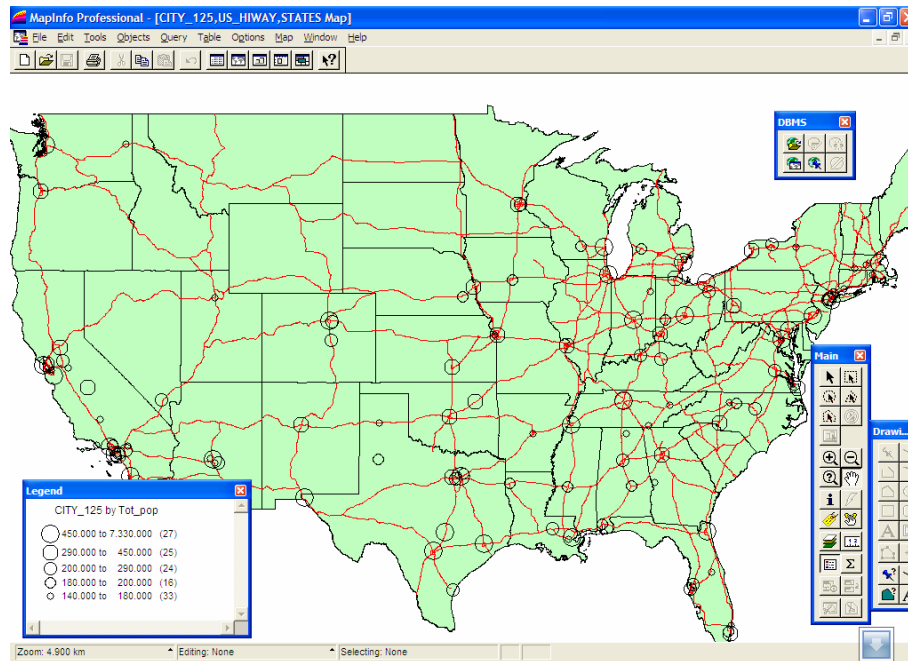 MapInfo Professional - [CITY_125,US_HIWAY,STATES Map]
File Edit Tools Objects Query Table Options Map Window Help
DBMS
Main
Drawi...
Legend
CITY_125 by Tot_pop
450.000 to 7.330.000 (27)
290.000 to 450.000 (25)
200.000 to 290.000 (24)
180.000 to 200.000 (16)
140.000 to 180.000 (33)
Zoom: 4.900 km Editing: None Selecting: None